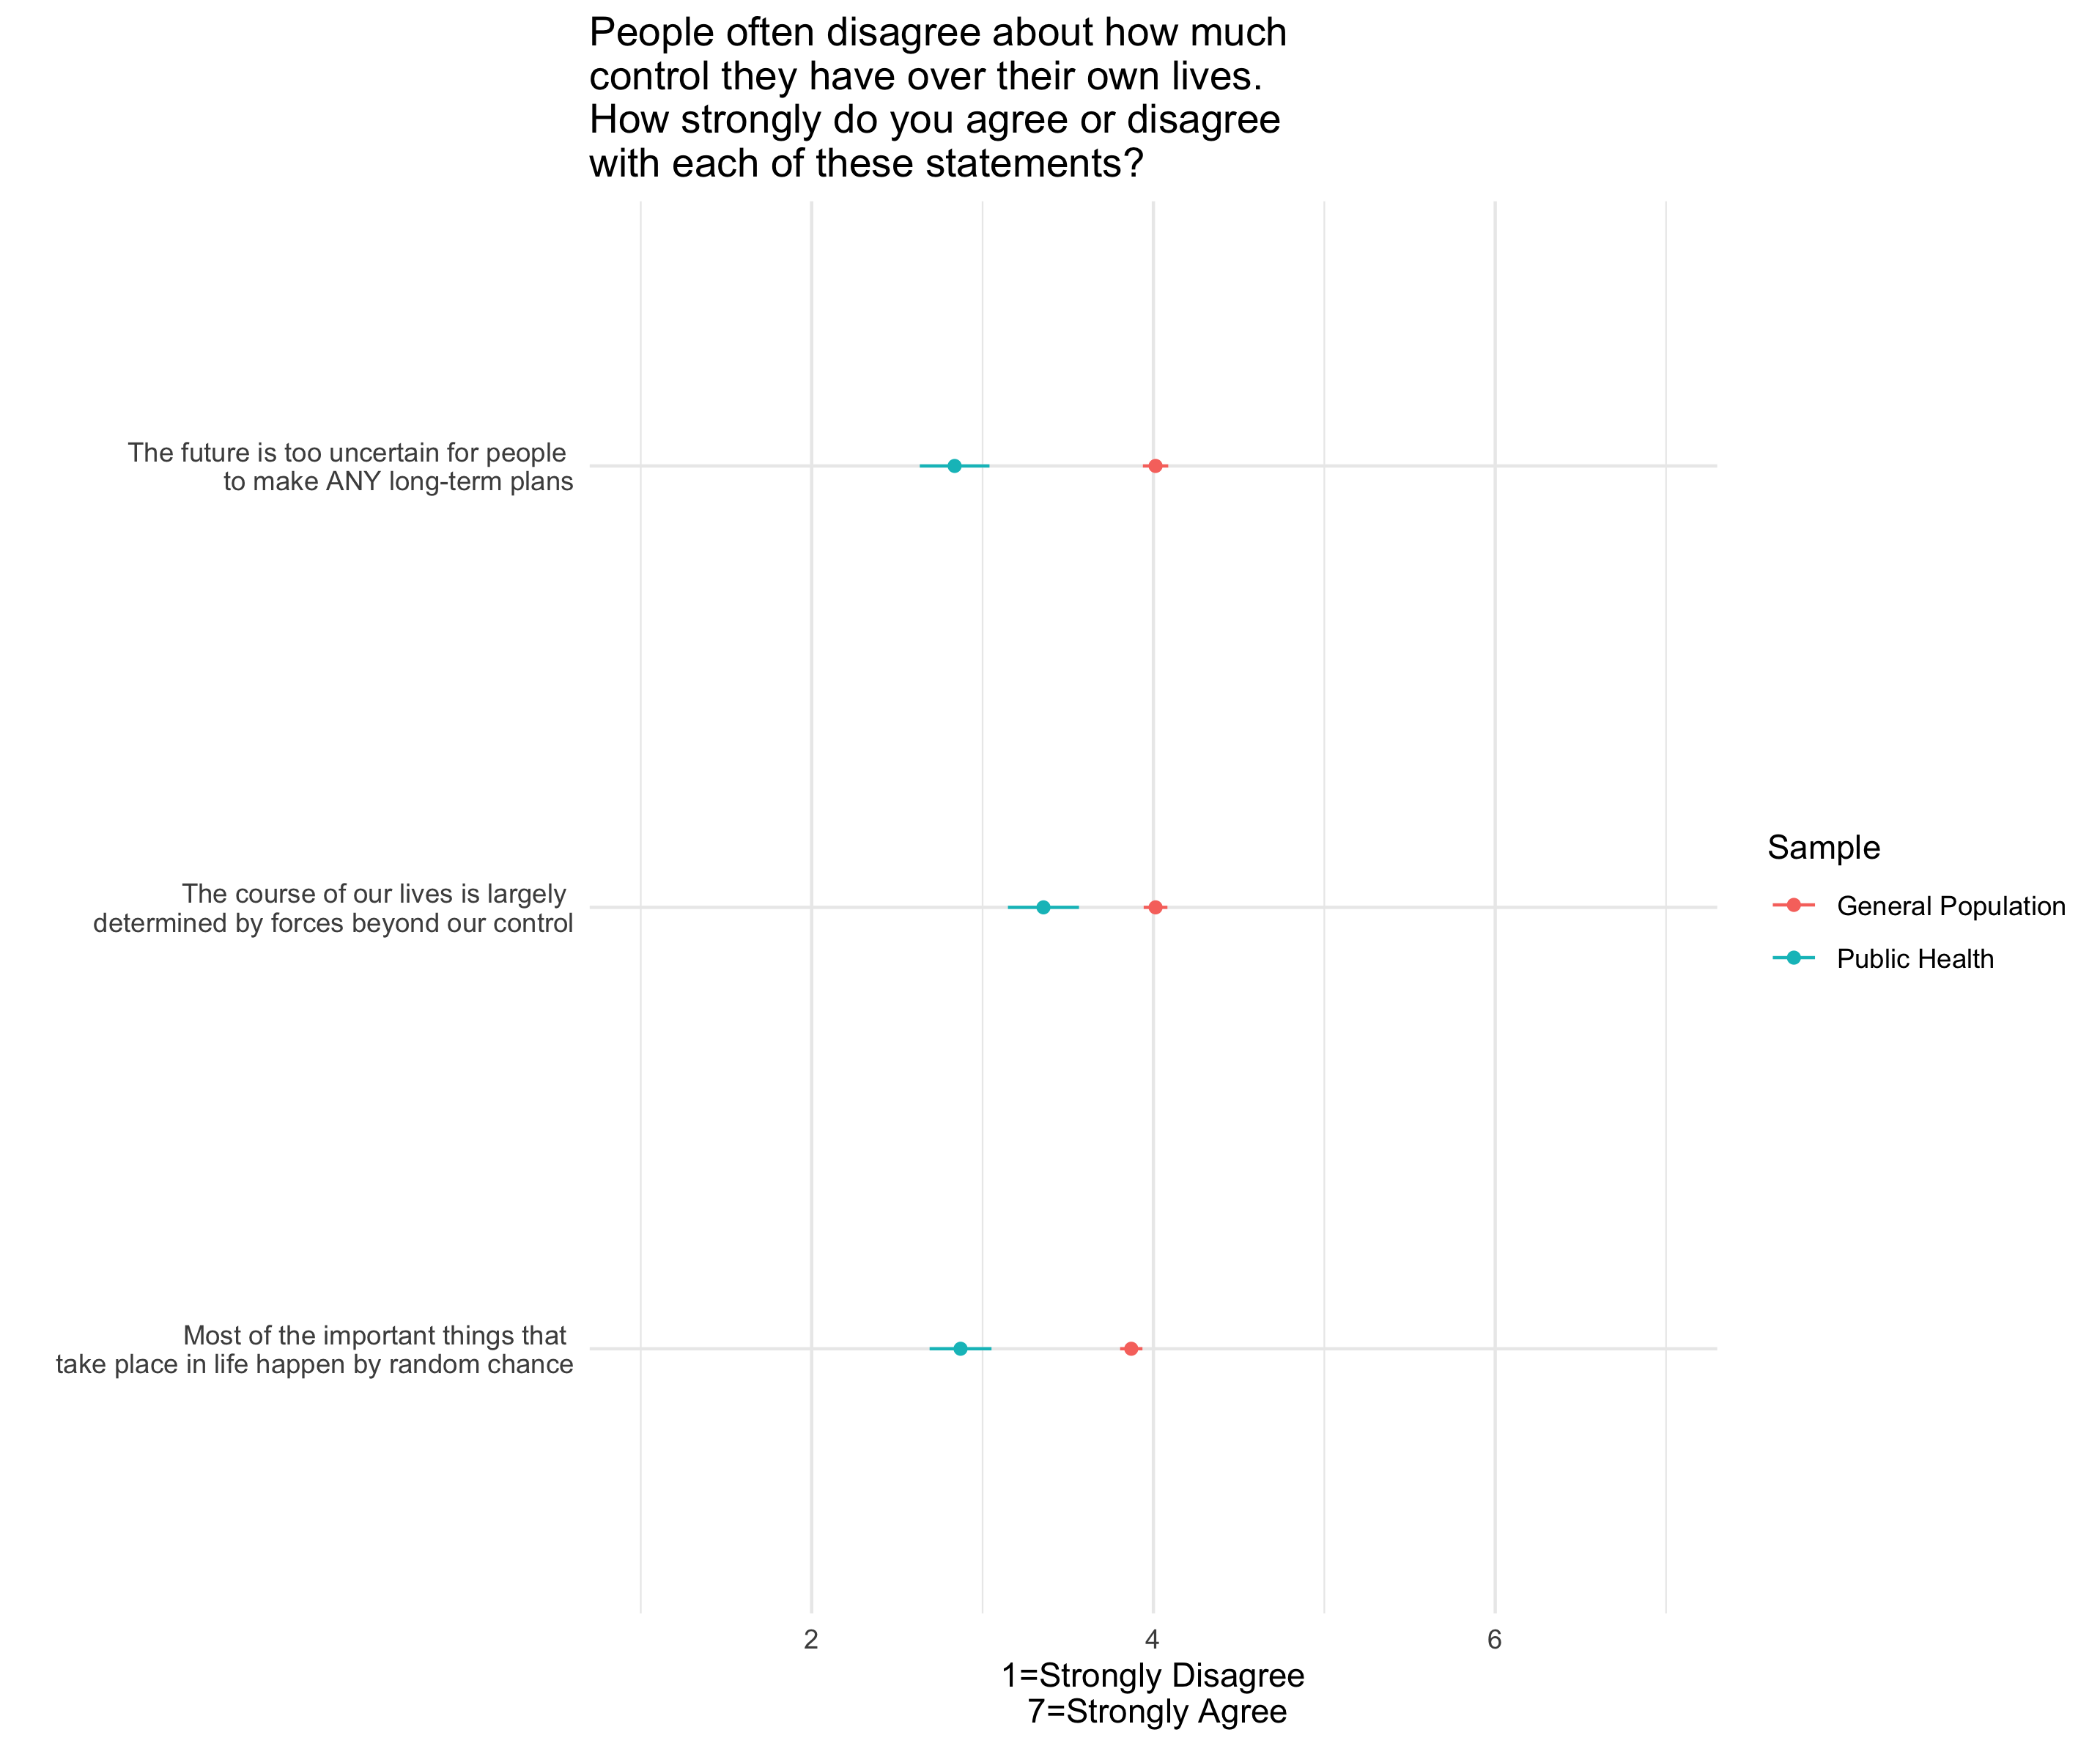 People often disagree about how much
control they have over their own lives.
How strongly do you agree or disagree
with each of these statements?
The future is too uncertain for people
to make ANY long-term plans
The course of our lives is largely
determined by forces beyond our control
Most of the important things that
take place in life happen by random chance
2 4 6
1=Strongly Disagree
7=Strongly Agree
Sample
General Population
Public Health